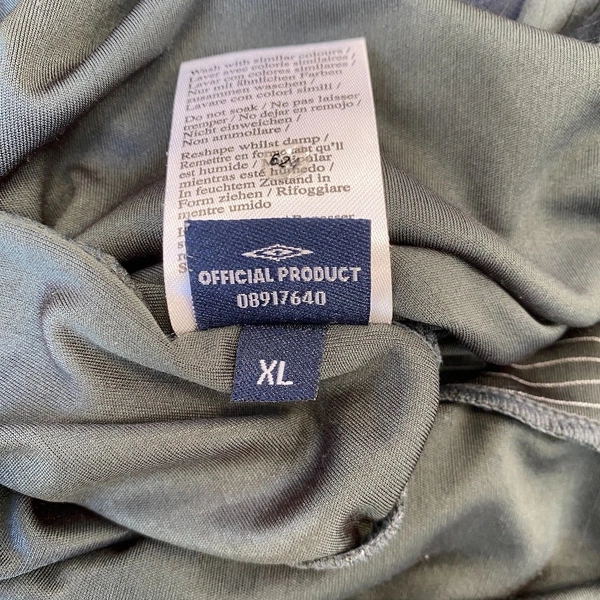 Wash with similar colours /
Laver avec coloris similaires /
Lavar con colores similares /
Nur mit ähnlichen Farben
zusammen waschen /
Lavare con colori simili /
Do not soak / Ne pas laisser
tremper / No dejar en remojo /
Nicht einweichen /
Non ammollare /
Reshape whilst damp /
Remettre en qu'il
est humide /
mientras esté húmedo /
In feuchtem Zustand in
Form ziehen / Rifoggiare
mentre umido
OFFICIAL PRODUCT
08917640
XL